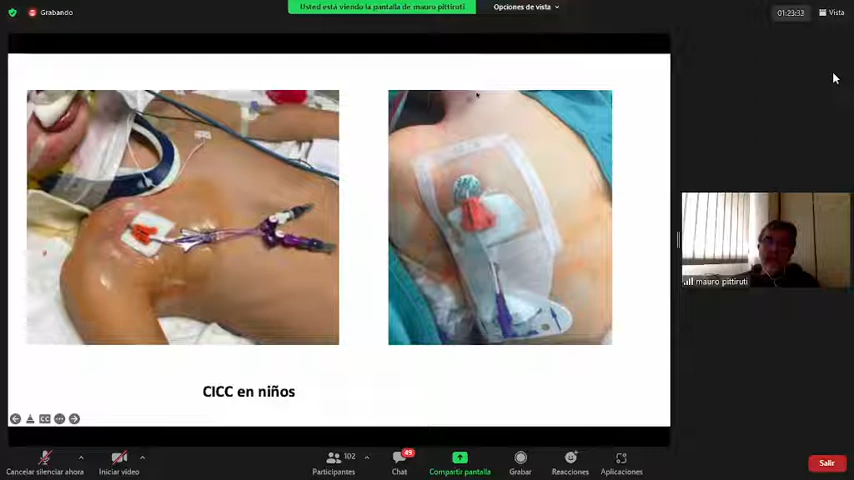 Grabando
Usted está viendo la pantalla de mauro pittiruti
Opciones de vista
01:23:33
Vista
mauro pittiruti
CICC en niños
CC
Cancelar silenciar ahora
Iniciar video
102
Participantes
49
Chat
Compartir pantalla
Grabar
Reacciones
Aplicaciones
Salir